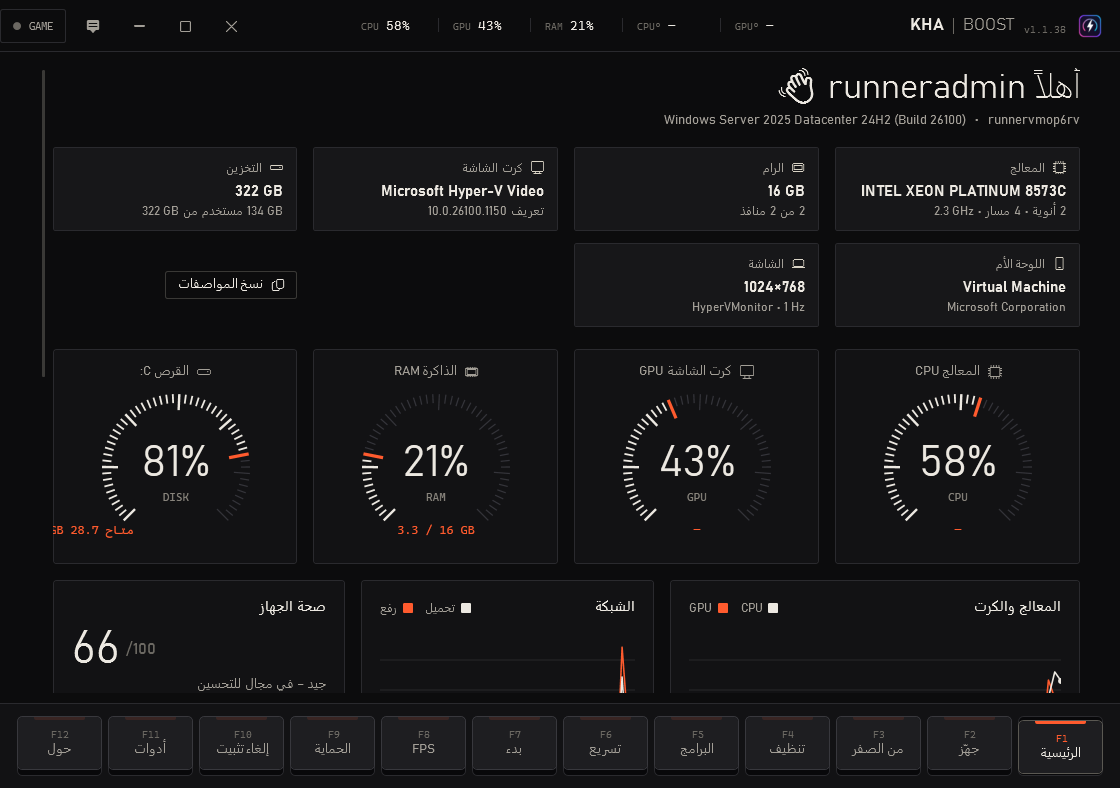 KHA | BOOST v1.1.38
CPU 58% GPU 43% RAM 21% CPU° — GPU° —
GAME
أهلاً runneradmin
Windows Server 2025 Datacenter 24H2 (Build 26100) • runnervmop6rv
المعالج
INTEL XEON PLATINUM 8573C
2 أنوية • 4 مسار • 2.3 GHz
الرام
16 GB
2 من 2 منافذ
كرت الشاشة
Microsoft Hyper-V Video
تعريف 10.0.26100.1150
التخزين
322 GB
134 GB مستخدم من 322 GB
اللوحة الأم
Virtual Machine
Microsoft Corporation
الشاشة
1024×768
HyperVMonitor • 1 Hz
نسخ المواصفات
المعالج CPU
58%
CPU
—
كرت الشاشة GPU
43%
GPU
—
الذاكرة RAM
21%
RAM
3.3 / 16 GB
القرص C:
81%
DISK
متاح 28.7 GB
المعالج والكرت
CPU GPU
الشبكة
تحميل رفع
صحة الجهاز
66 /100
جيد – في مجال للتحسين
F1
الرئيسية
F2
جهّز
F3
من الصفر
F4
تنظيف
F5
البرامج
F6
تسريع
F7
بدء
F8
FPS
F9
الحماية
F10
إلغاء تثبيت
F11
أدوات
F12
حول